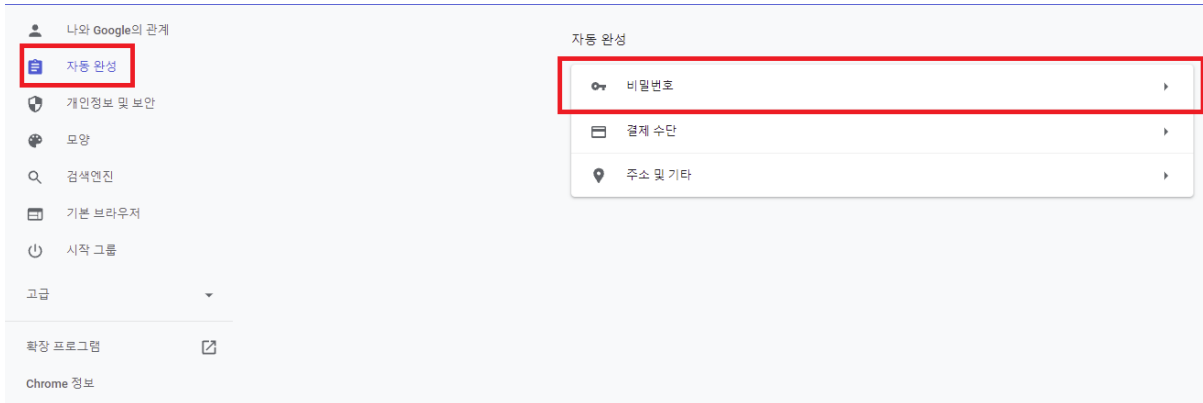 나와 Google의 관계
자동 완성
개인정보 및 보안
모양
검색엔진
기본 브라우저
시작 그룹
고급
확장 프로그램
Chrome 정보
자동 완성
비밀번호
결제 수단
주소 및 기타